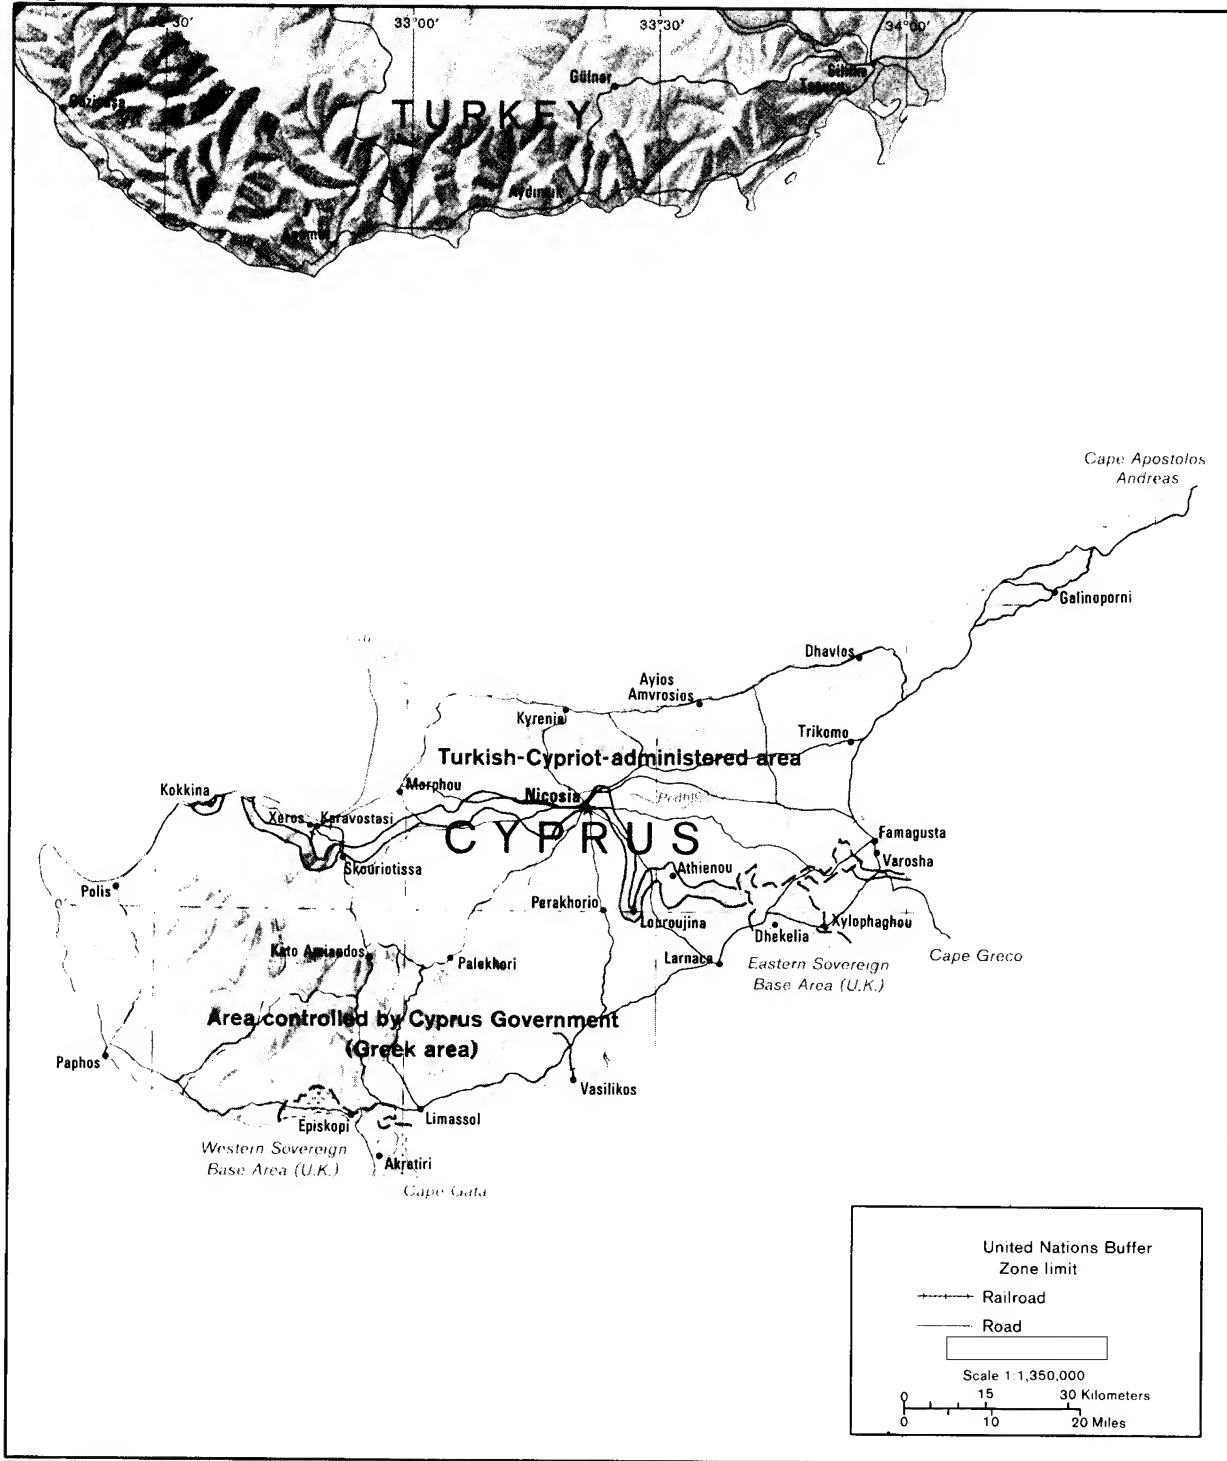 33°00′
33°30′
34°00′
Gülnar
Silifke
TURKEY
Cape Apostolos
Andreas
Galinoporni
Dhavlos
Ayios
Amvrosios
Kyrenia
Trikomo
Turkish-Cypriot-administered area
Kokkina
Morphou
Nicosia
Xeros
Karavostasi
CYPRUS
Famagusta
Varosha
Skouriotissa
Athienou
Polis
Perakhorio
Louroujina
Xylophaghou
Dhekelia
Cape Greco
Kato Amiandos
Palekhori
Larnaca
Eastern Sovereign
Base Area (U.K.)
Area controlled by Cyprus Government
(Greek area)
Paphos
Vasilikos
Episkopi
Limassol
Western Sovereign
Base Area (U.K.)
Akrotiri
Cape Gata
United Nations Buffer
Zone limit
Railroad
Road
Scale 1:1,350,000
0 15 30 Kilometers
0 10 20 Miles